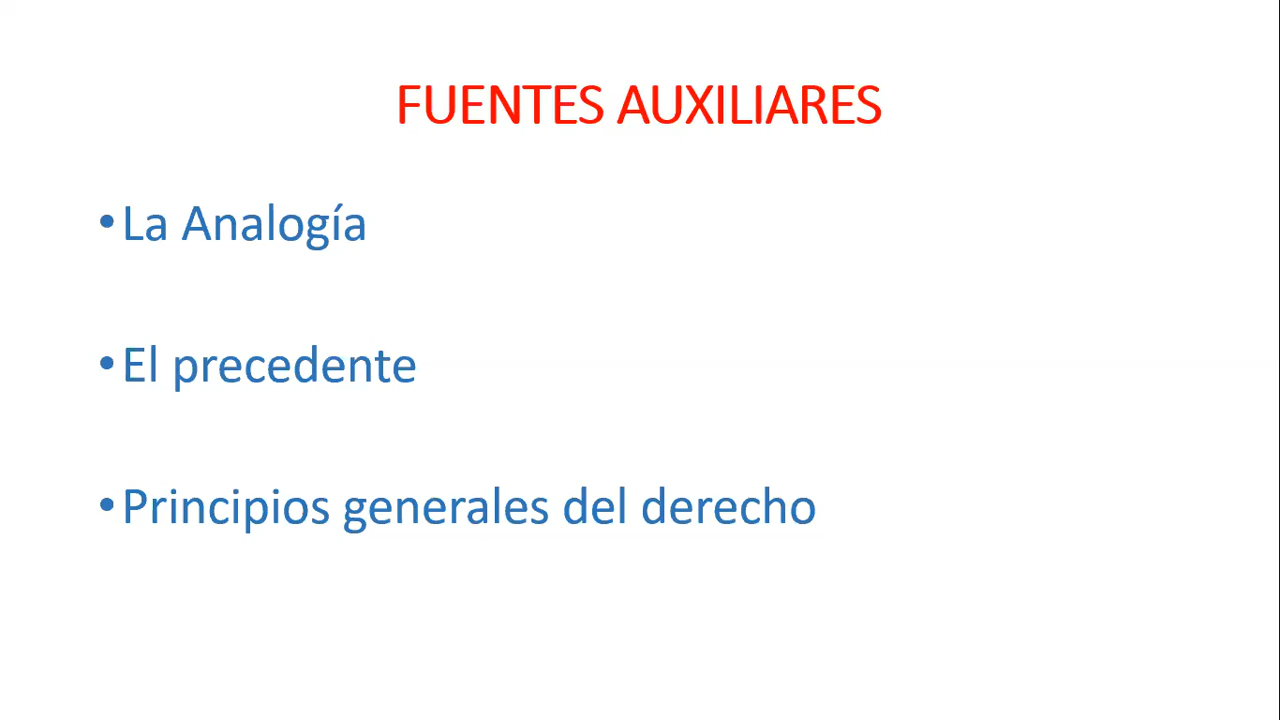 FUENTES AUXILIARES
•La Analogía
•El precedente
•Principios generales del derecho